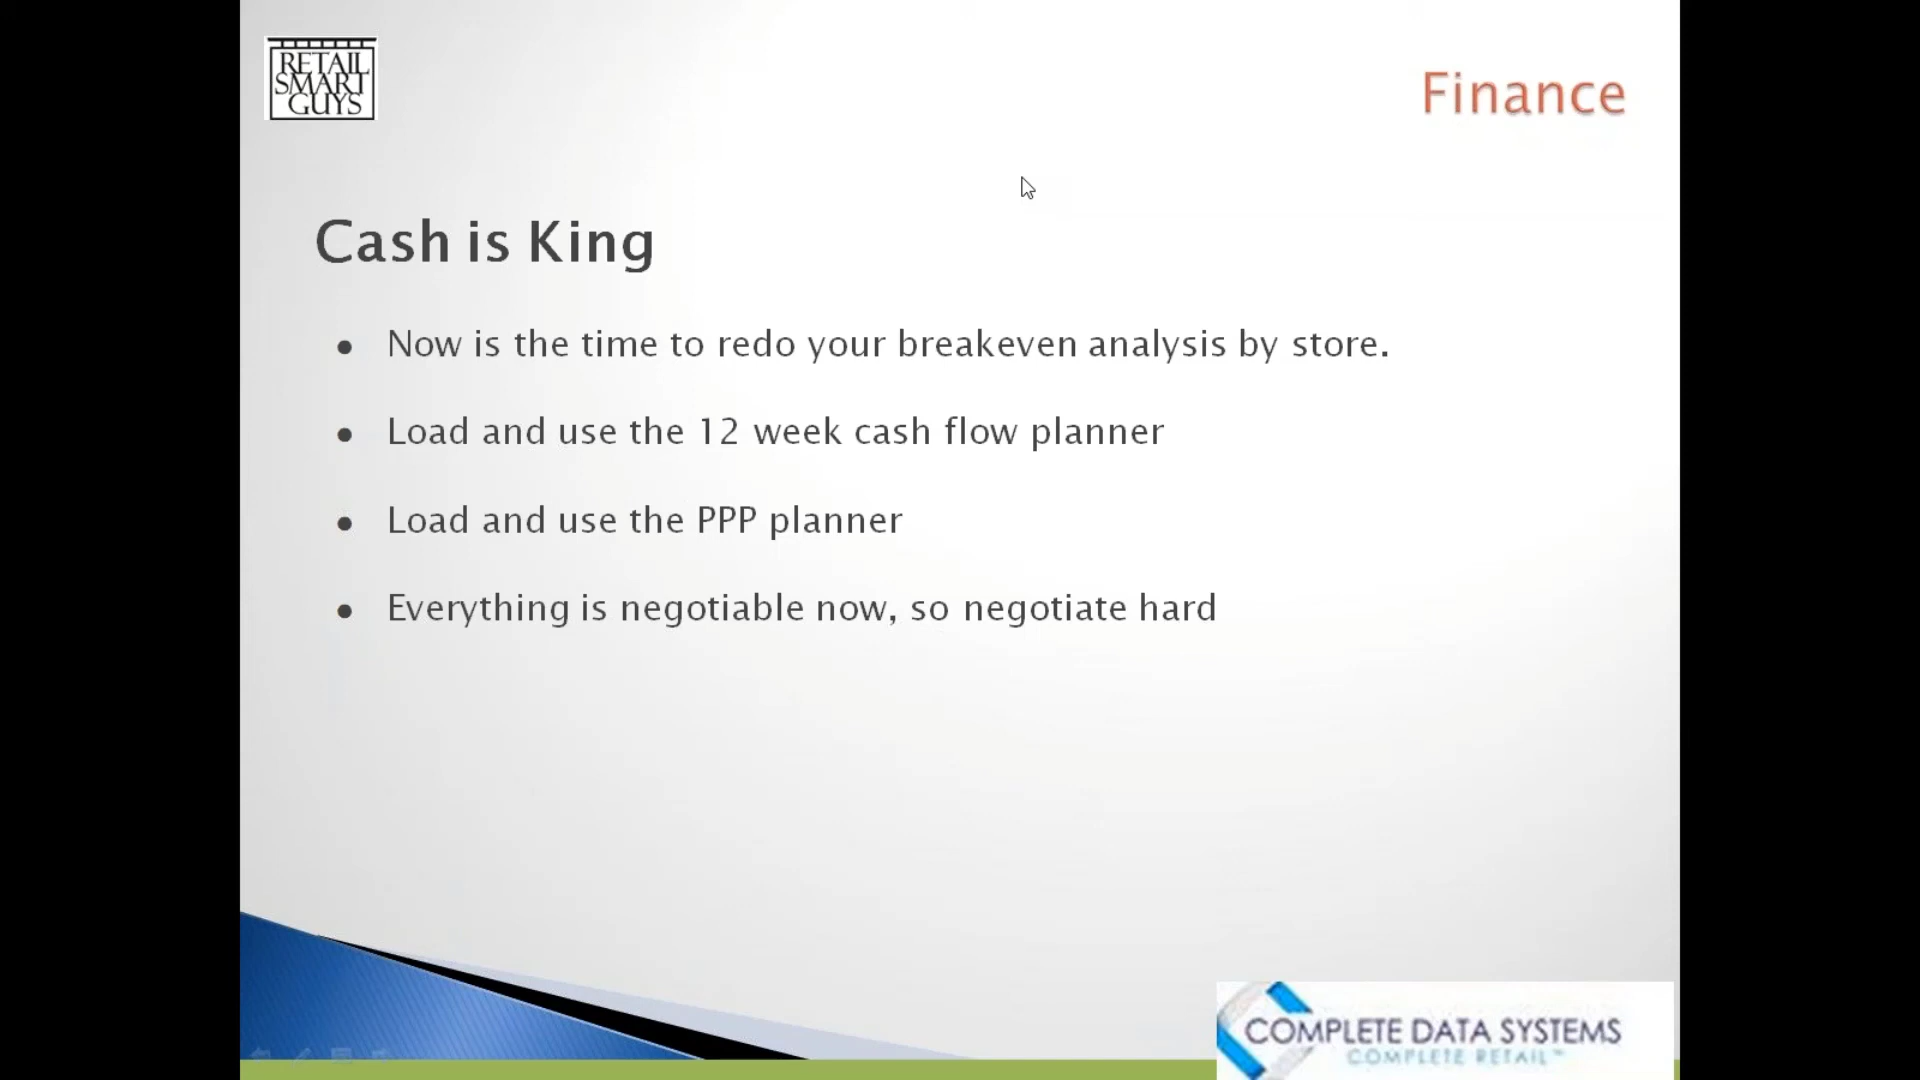 RETAIL
SMART
GUYS
Finance
Cash is King
• Now is the time to redo your breakeven analysis by store.
• Load and use the 12 week cash flow planner
• Load and use the PPP planner
• Everything is negotiable now, so negotiate hard
COMPLETE DATA SYSTEMS
COMPLETE RETAIL™